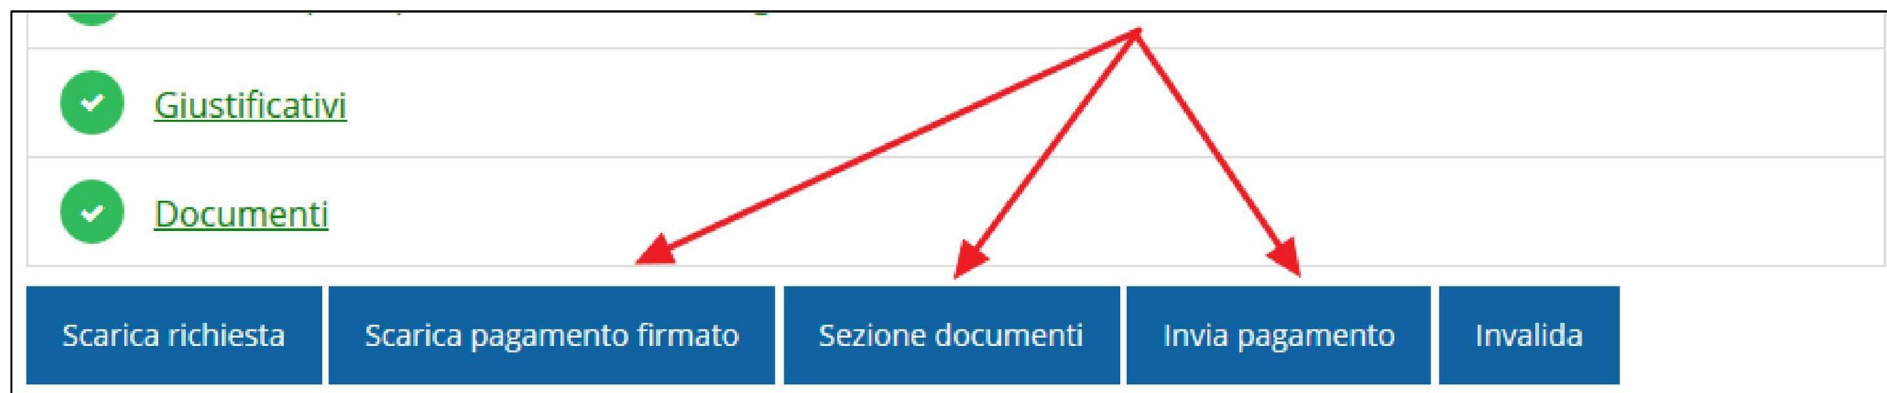 Giustificativi
Documenti
Scarica richiesta Scarica pagamento firmato Sezione documenti Invia pagamento Invalida